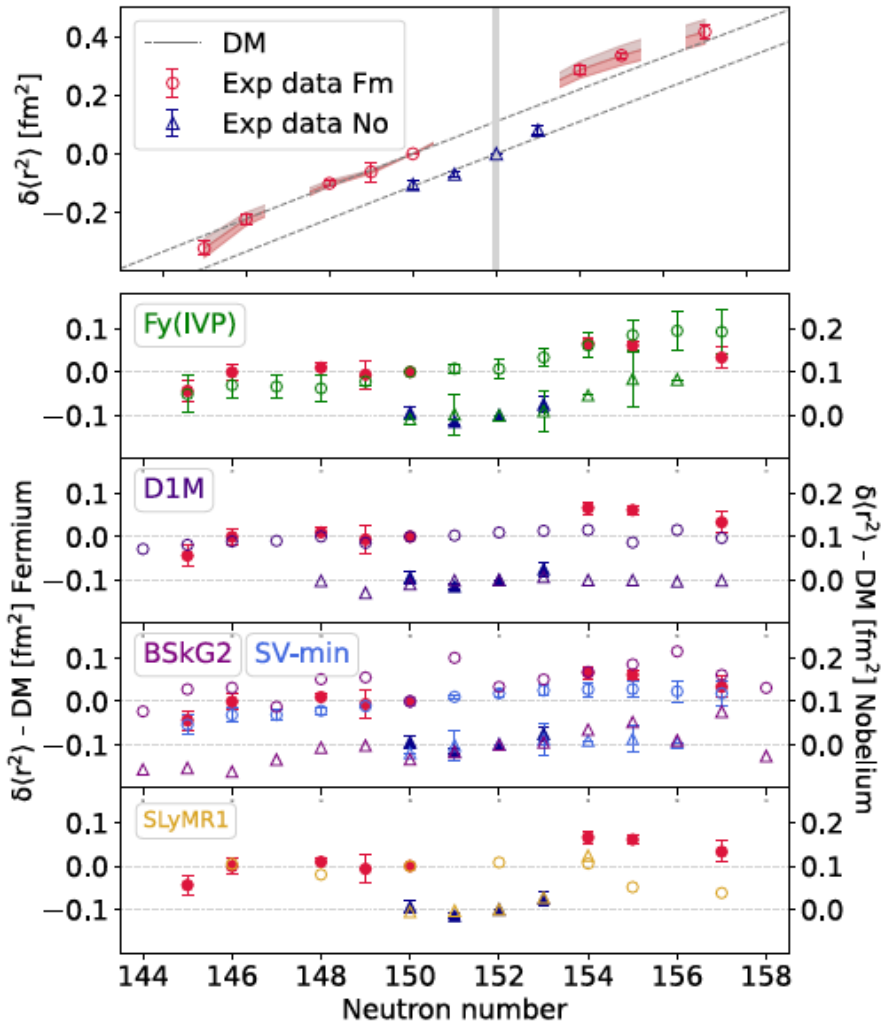 0.4
0.2
0.0
−0.2
δ⟨r²⟩ [fm²]
DM
Exp data Fm
Exp data No
Fy(IVP)
0.1
0.0
−0.1
0.2
0.1
0.0
D1M
0.1
0.0
−0.1
0.2
0.1
0.0
BSkG2
SV-min
0.1
0.0
−0.1
0.2
0.1
0.0
SLyMR1
0.1
0.0
−0.1
0.2
0.1
0.0
δ⟨r²⟩ - DM [fm²] Fermium
δ⟨r²⟩ - DM [fm²] Nobelium
144 146 148 150 152 154 156 158
Neutron number